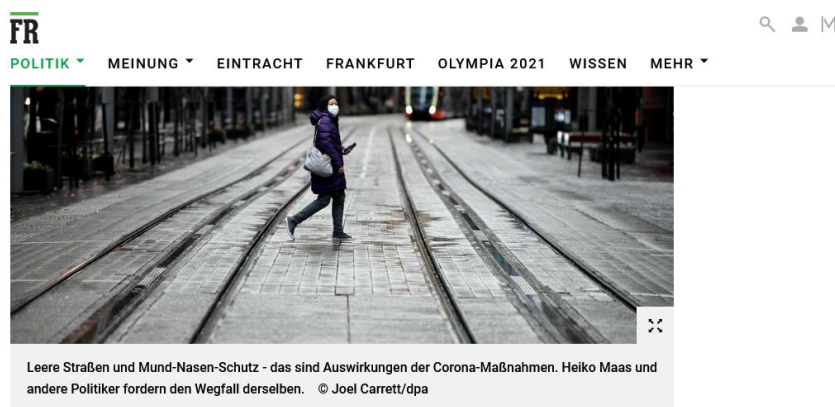 FR
POLITIK MEINUNG EINTRACHT FRANKFURT OLYMPIA 2021 WISSEN MEHR
Leere Straßen und Mund-Nasen-Schutz - das sind Auswirkungen der Corona-Maßnahmen. Heiko Maas und
andere Politiker fordern den Wegfall derselben. © Joel Carrett/dpa